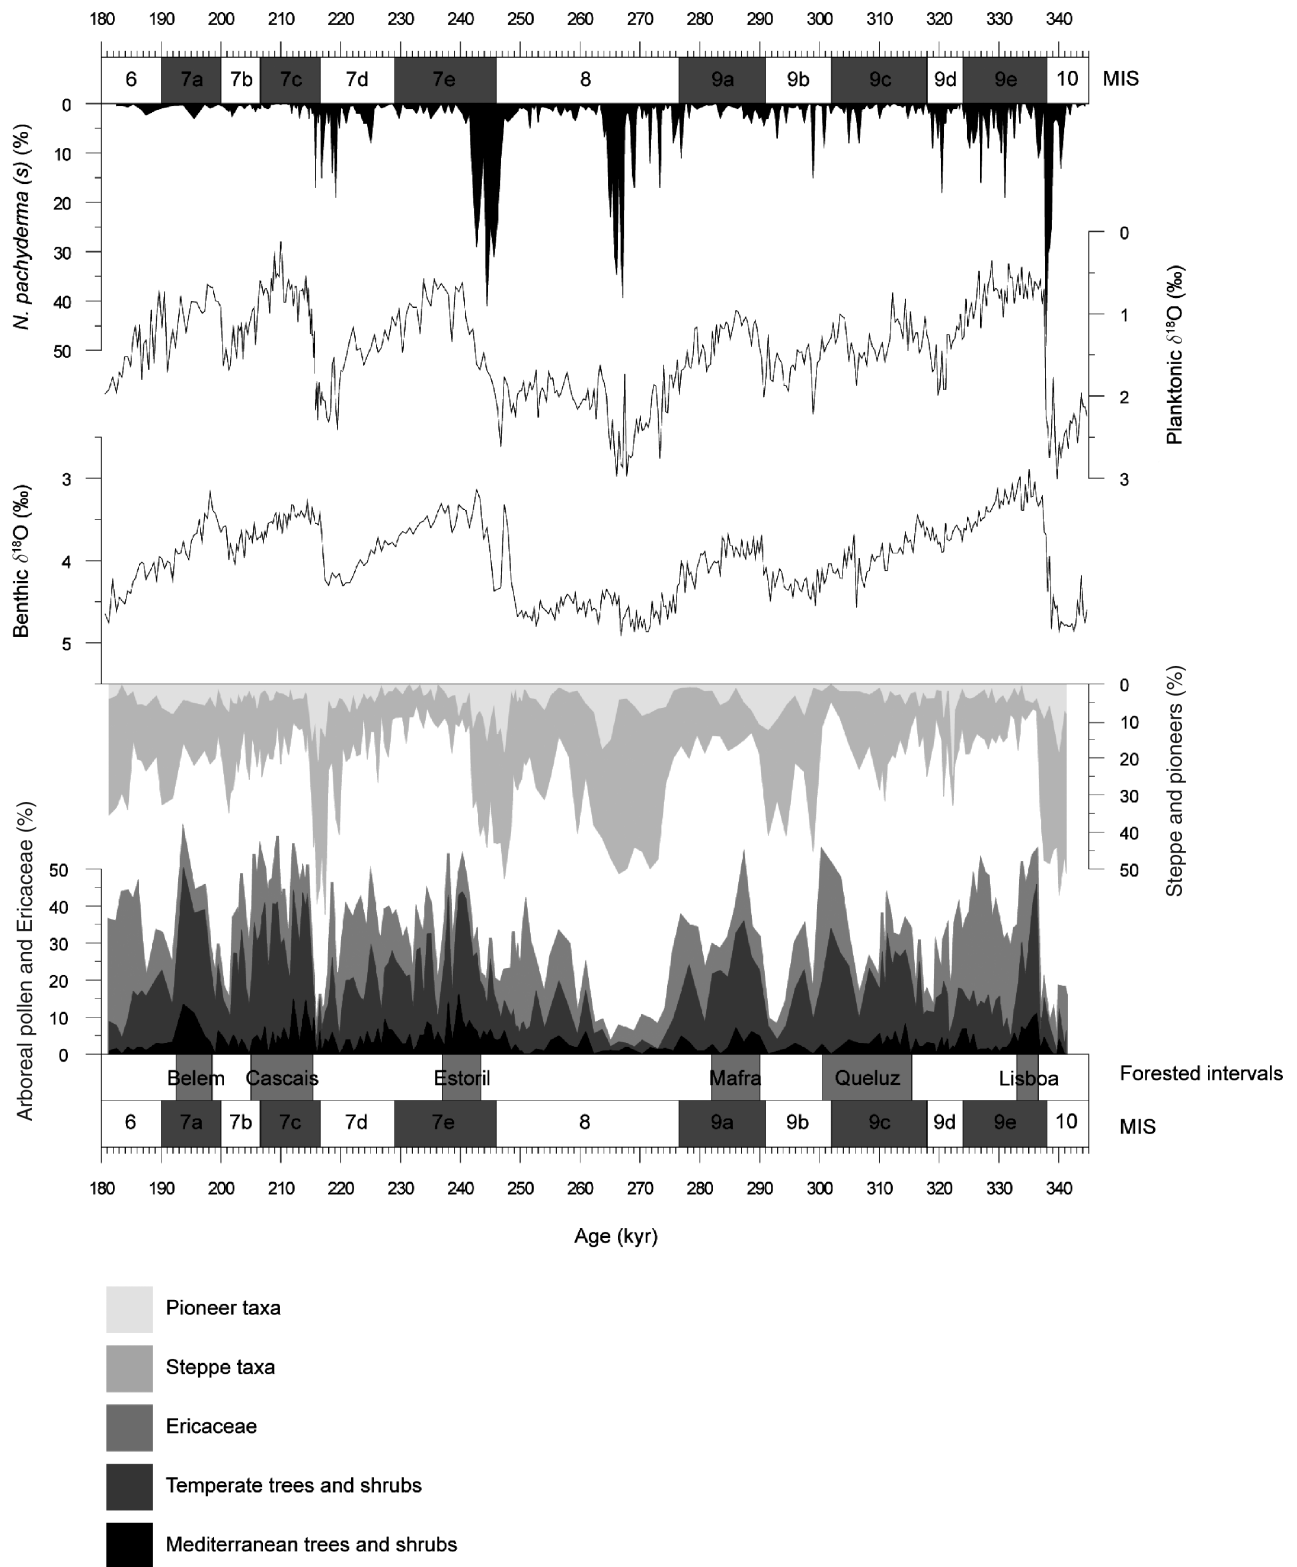 180 190 200 210 220 230 240 250 260 270 280 290 300 310 320 330 340
6 7a 7b 7c 7d 7e 8 9a 9b 9c 9d 9e 10 MIS
N. pachyderma (s) (%)
0
10
20
30
40
50
Planktonic δ¹⁸O (‰)
0
1
2
3
Benthic δ¹⁸O (‰)
3
4
5
Steppe and pioneers (%)
0
10
20
30
40
50
Arboreal pollen and Ericaceae (%)
50
40
30
20
10
0
Belem Cascais Estoril Mafra Queluz Lisboa Forested intervals
6 7a 7b 7c 7d 7e 8 9a 9b 9c 9d 9e 10 MIS
180 190 200 210 220 230 240 250 260 270 280 290 300 310 320 330 340
Age (kyr)
Pioneer taxa
Steppe taxa
Ericaceae
Temperate trees and shrubs
Mediterranean trees and shrubs